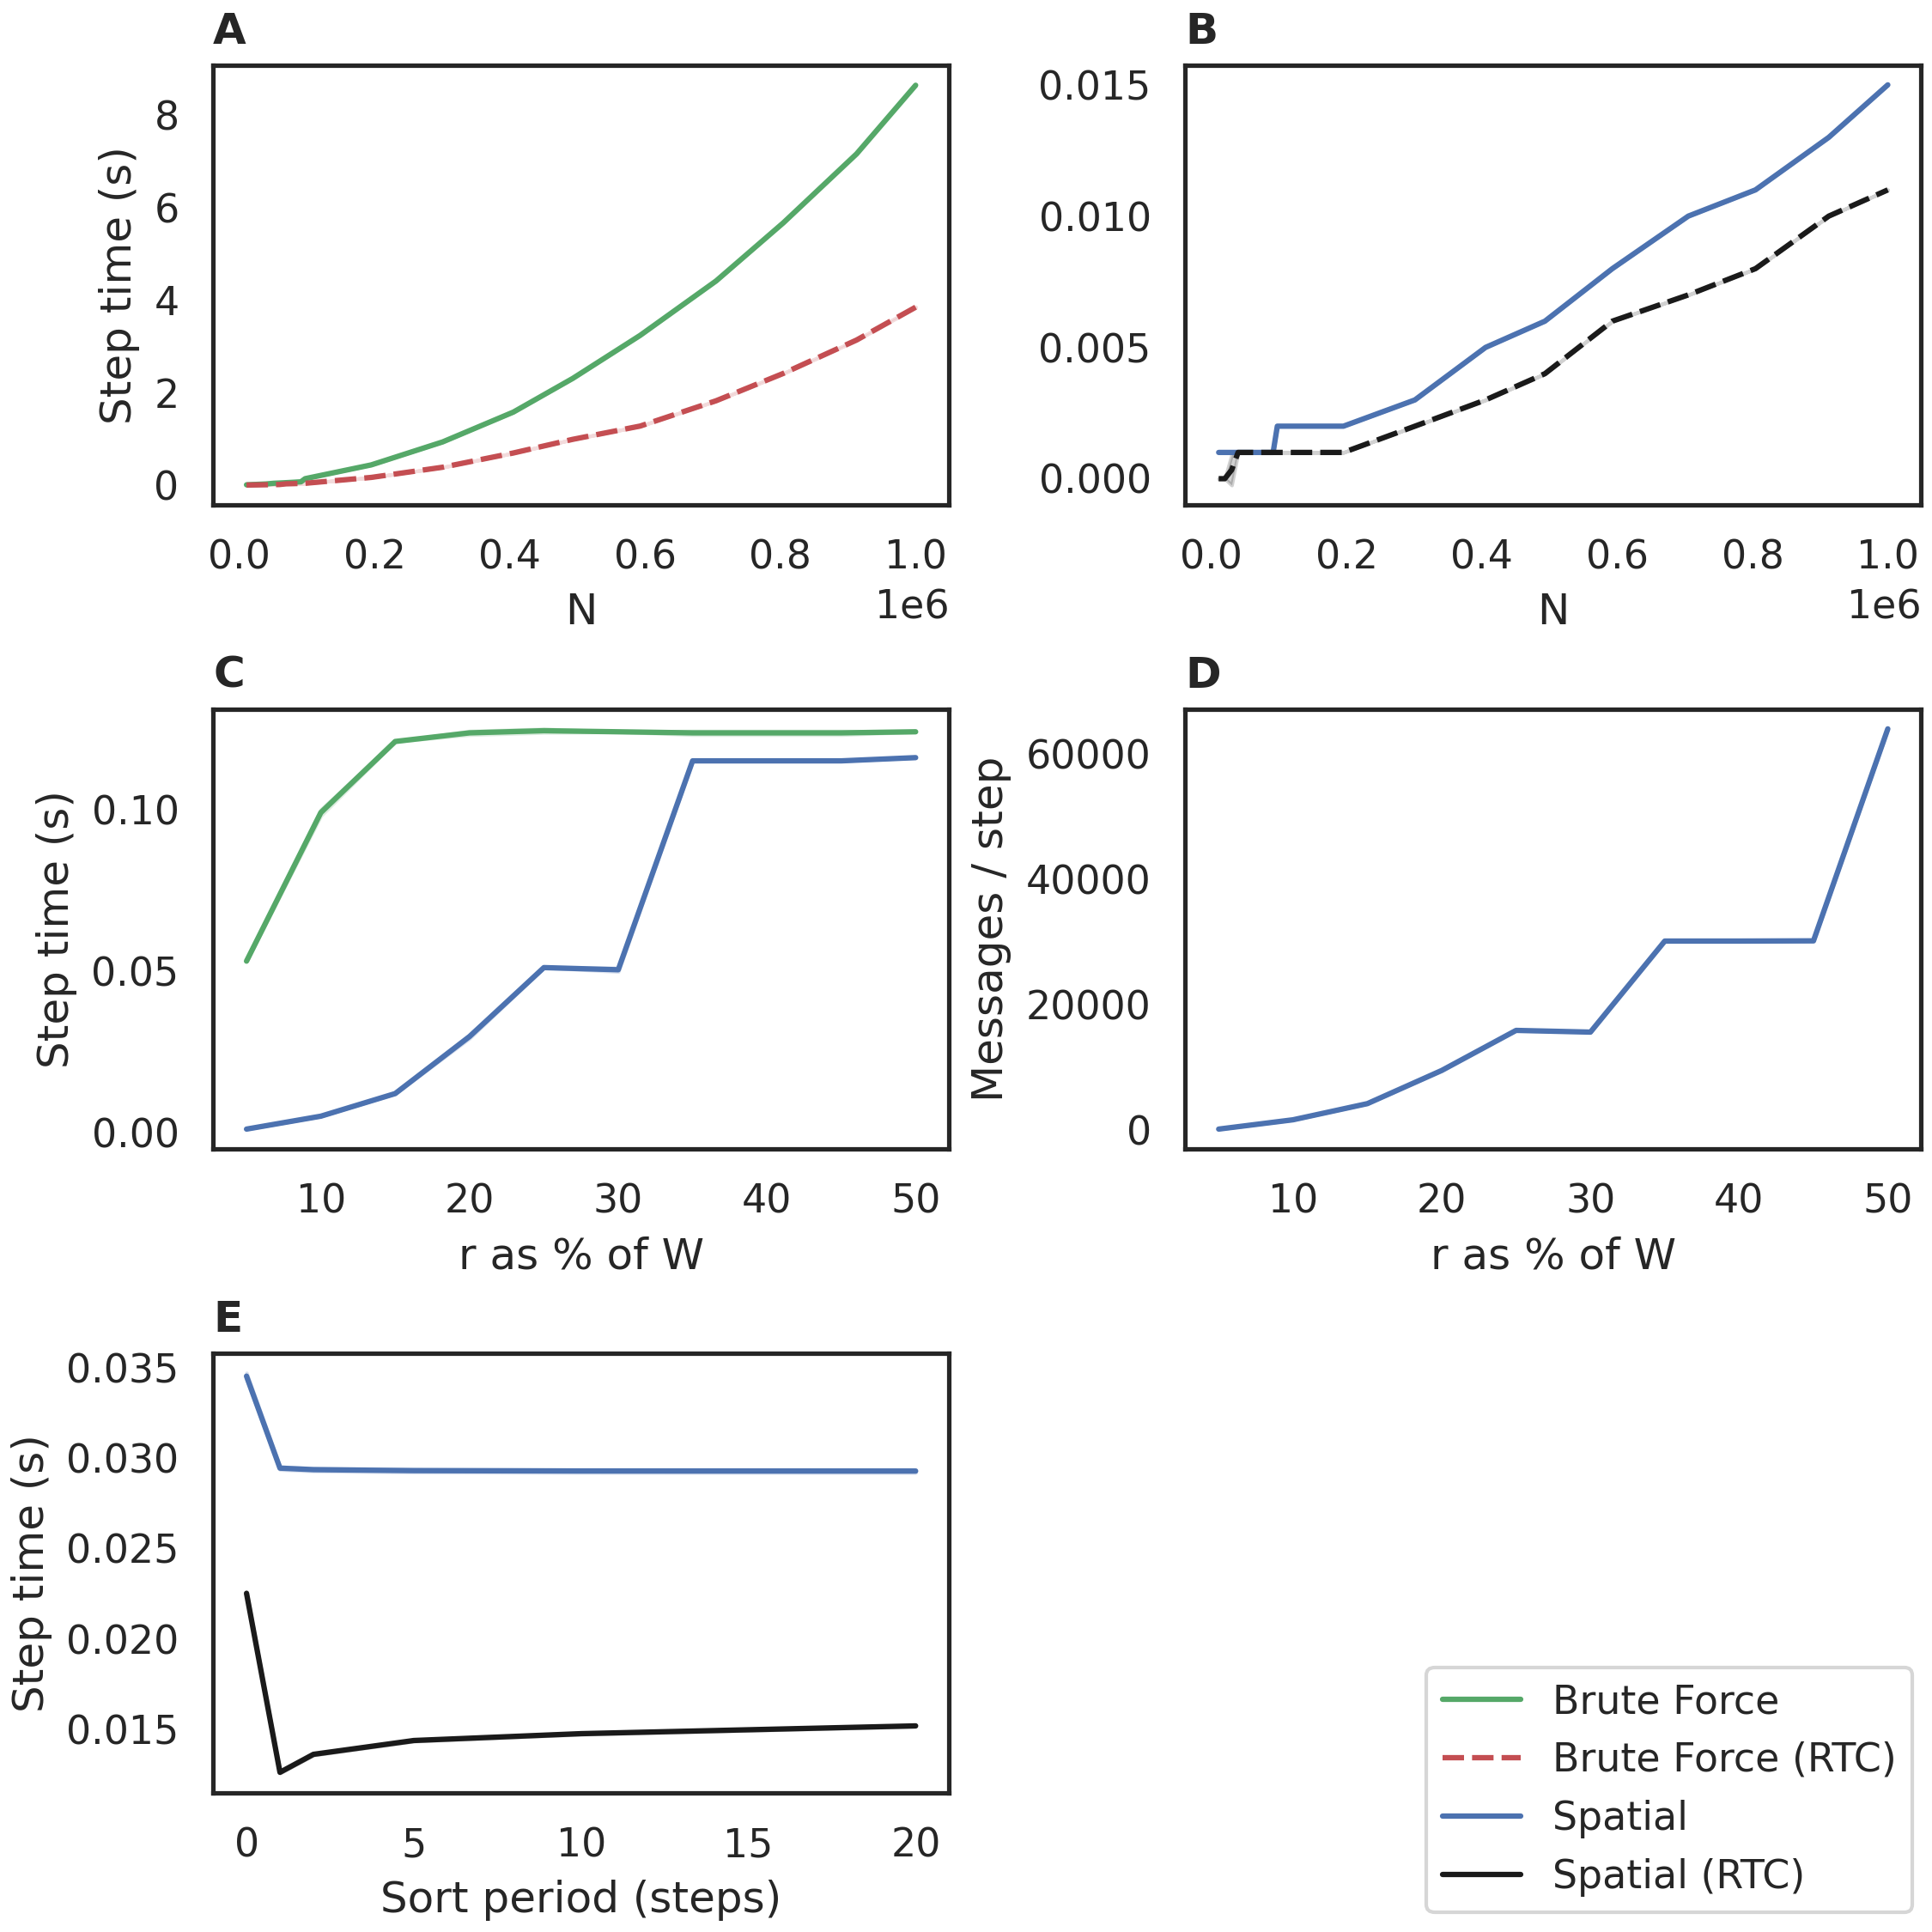 A
Step time (s)
8
6
4
2
0
0.0 0.2 0.4 0.6 0.8 1.0
1e6
N
B
0.015
0.010
0.005
0.000
0.0 0.2 0.4 0.6 0.8 1.0
1e6
N
C
Step time (s)
0.10
0.05
0.00
10 20 30 40 50
r as % of W
D
Messages / step
60000
40000
20000
0
10 20 30 40 50
r as % of W
E
Step time (s)
0.035
0.030
0.025
0.020
0.015
0 5 10 15 20
Sort period (steps)
Brute Force
Brute Force (RTC)
Spatial
Spatial (RTC)